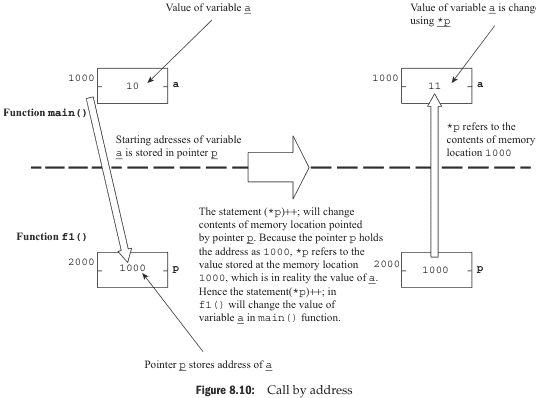 Value of variable a
Value of variable a is change
using *p
1000
10
a
1000
11
a
Function main()
Starting adresses of variable
a is stored in pointer p
*p refers to the
contents of memory
location 1000
The statement (*p)++; will change
contents of memory location pointed
by pointer p. Because the pointer p holds
the address as 1000, *p refers to the
value stored at the memory location
1000, which is in reality the value of a.
Hence the statement(*p)++; in
f1() will change the value of
variable a in main() function.
Function f1()
2000
1000
p
2000
1000
p
Pointer p stores address of a
Figure 8.10: Call by address